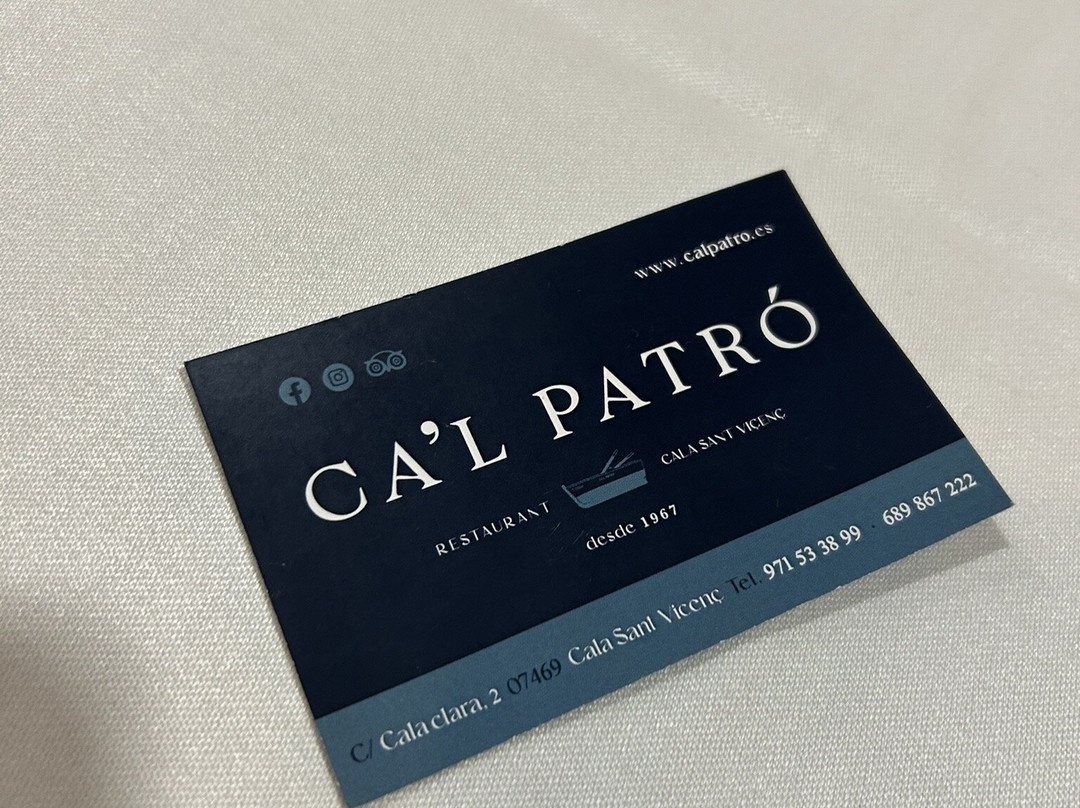 www.calpatro.es
CA'L PATRÓ
RESTAURANT CALA SANT VIÇENÇ
desde 1967
C/ Cala clara, 2 07469 Cala Sant Vicenç Tel. 971 53 38 99 · 689 867 222